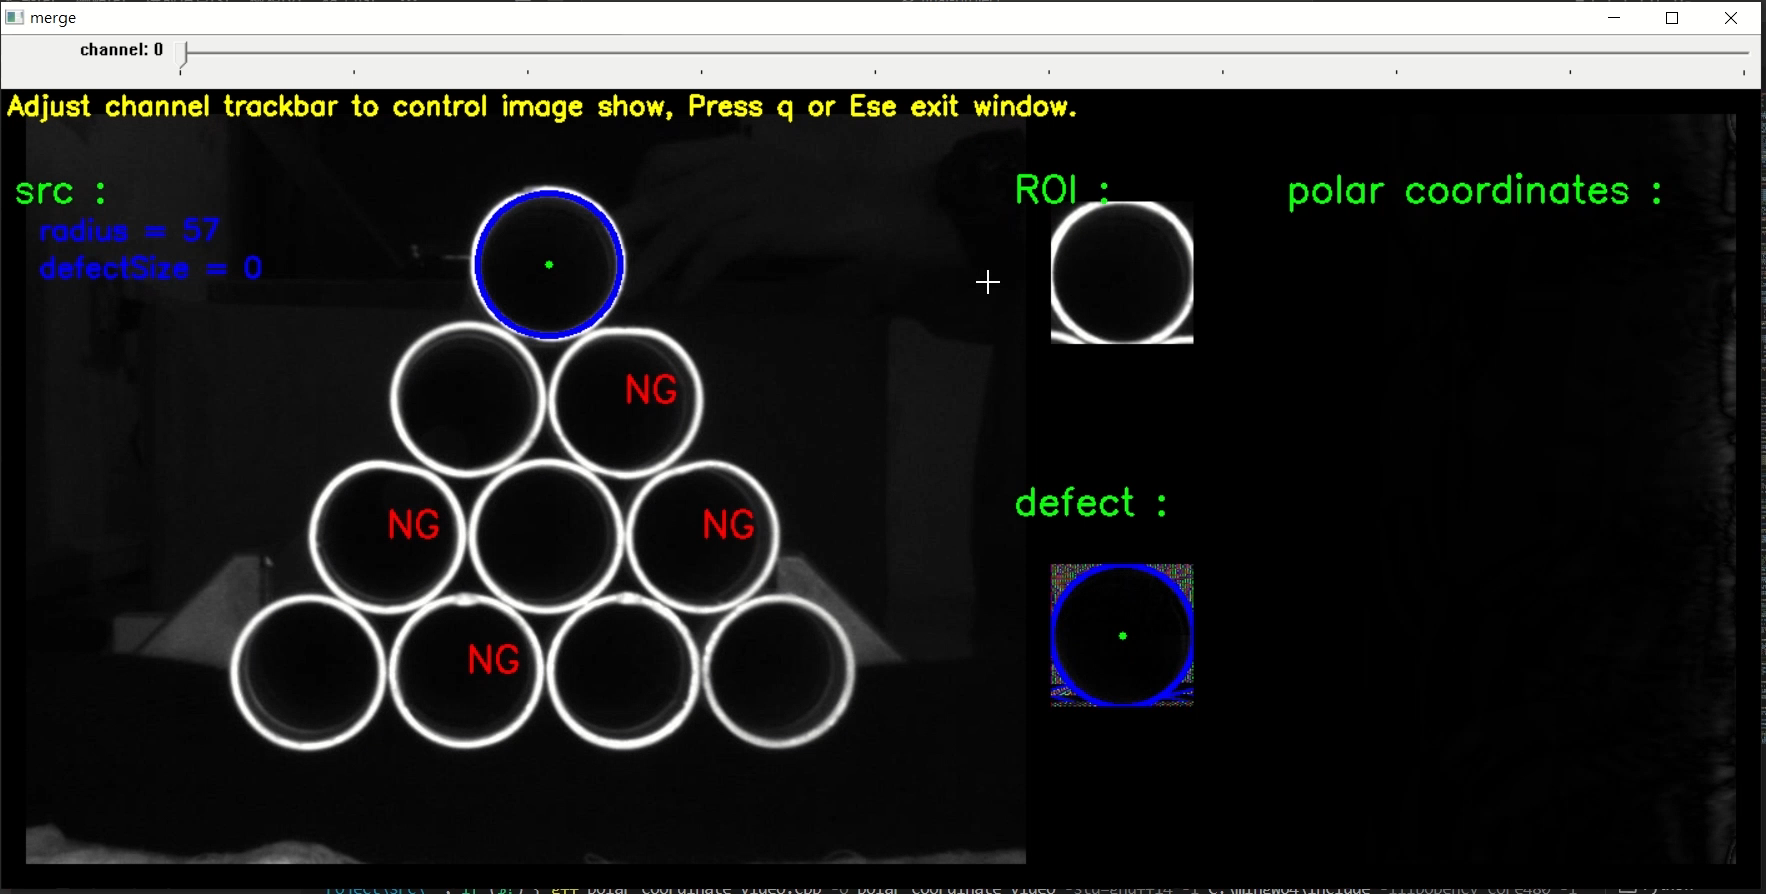 merge
channel: 0
Adjust channel trackbar to control image show, Press q or Ese exit window.
src :
ROI :
polar coordinates :
radius = 57
defectSize = 0
NG
NG
NG
defect :
NG